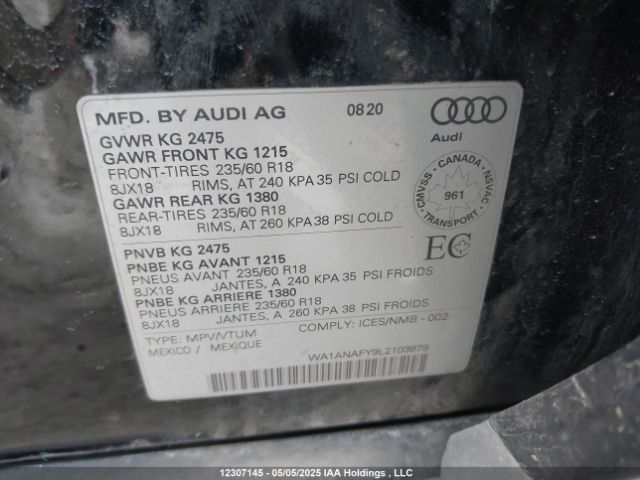 MFD. BY AUDI AG 0820
Audi
GVWR KG 2475
GAWR FRONT KG 1215
FRONT-TIRES 235/60 R18
8JX18 RIMS, AT 240 KPA 35 PSI COLD
GAWR REAR KG 1380
REAR-TIRES 235/60 R18
8JX18 RIMS, AT 260 KPA 38 PSI COLD
CMVSS - CANADA - NSVAC
961
TRANSPORT
EC
PNVB KG 2475
PNBE KG AVANT 1215
PNEUS AVANT 235/60 R18
8JX18 JANTES, A 240 KPA 35 PSI FROIDS
PNBE KG ARRIERE 1380
PNEUS ARRIERE 235/60 R18
8JX18 JANTES, A 260 KPA 38 PSI FROIDS
TYPE: MPV/VTUM COMPLY: ICES/NMB - 002
MEXICO / MEXIQUE
WA1ANAFY9L2103879
12307145 - 05/05/2025 IAA Holdings , LLC